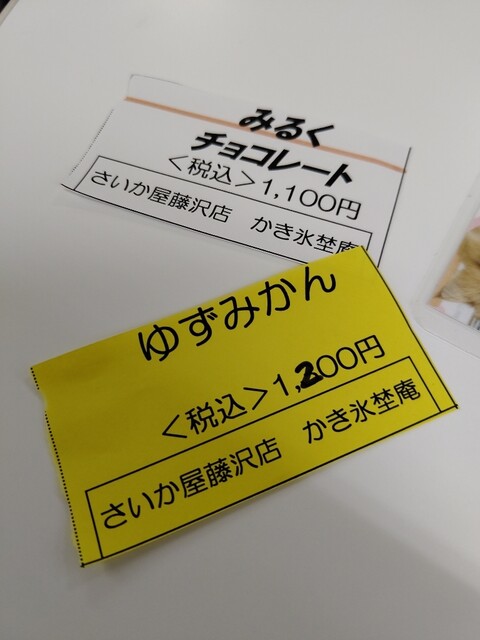 みるく
チョコレート
＜税込＞1,100円
さいか屋藤沢店　かき氷埜庵
ゆずみかん
＜税込＞1,200円
さいか屋藤沢店　かき氷埜庵